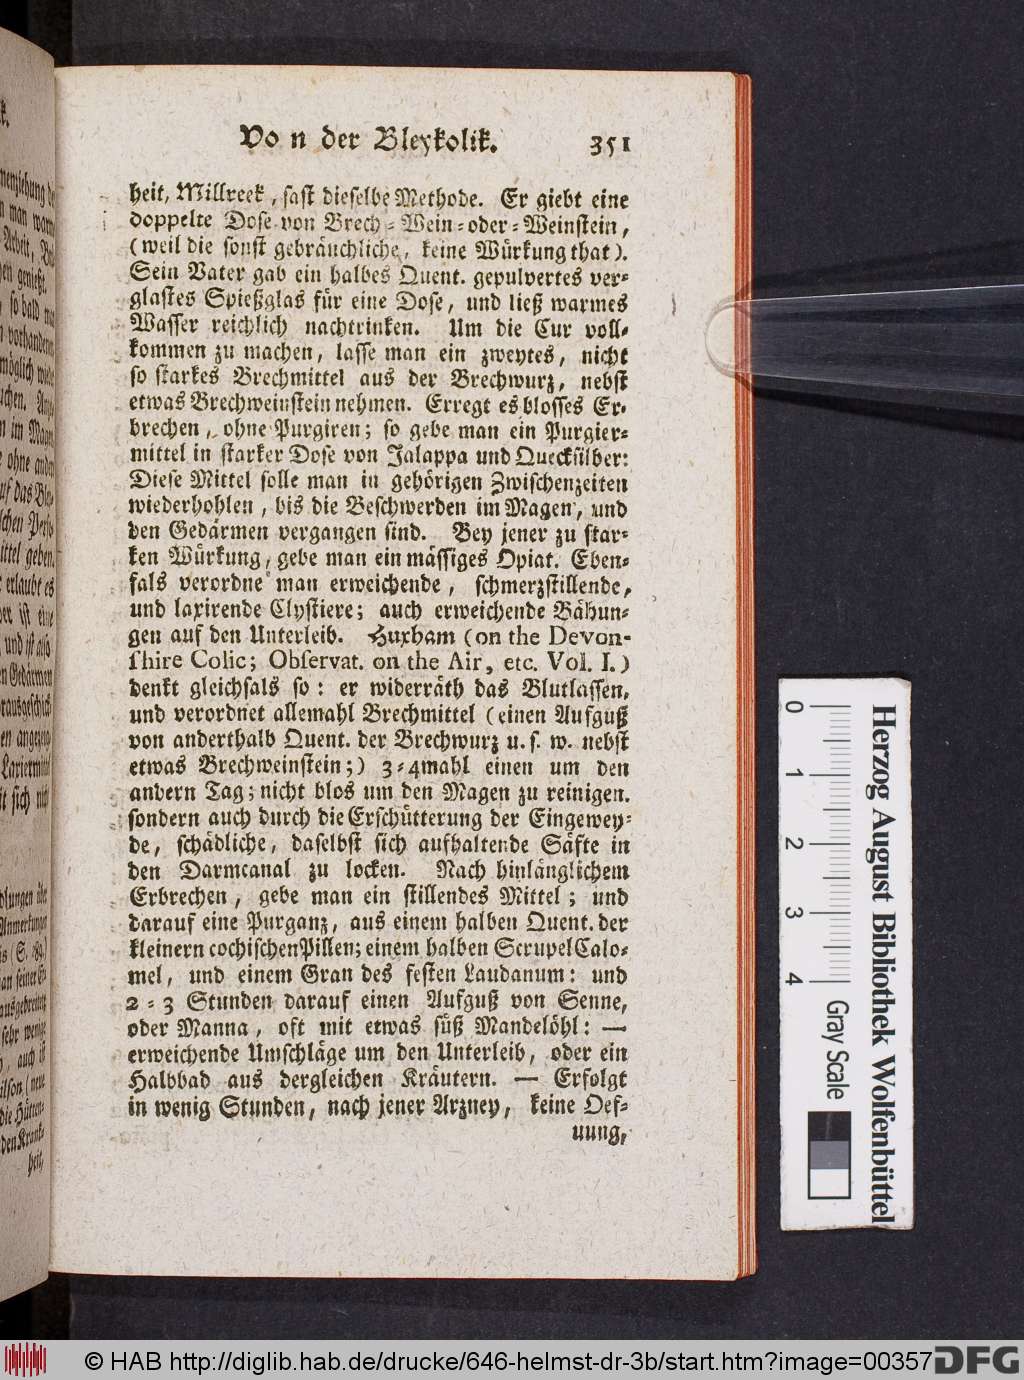 Vo n der Bleykolik. 351
heit, Millreek, fast dieselbe Methode. Er giebt eine
doppelte Dose von Brech-Wein-oder-Weinstein,
(weil die sonst gebräuchliche, keine Würkung that).
Sein Vater gab ein halbes Quent. gepulvertes ver-
glastes Spießglas für eine Dose, und ließ warmes
Wasser reichlich nachtrinken. Um die Cur voll-
kommen zu machen, lasse man ein zweytes, nicht
so starkes Brechmittel aus der Brechwurz, nebst
etwas Brechweinstein nehmen. Erregt es blosses Er-
brechen, ohne Purgiren; so gebe man ein Purgier-
mittel in starker Dose von Jalappa und Quecksilber:
Diese Mittel solle man in gehörigen Zwischenzeiten
wiederhohlen, bis die Beschwerden im Magen, und
den Gedärmen vergangen sind. Bey jener zu star-
ken Würkung, gebe man ein mässiges Opiat. Eben-
fals verordne man erweichende, schmerzstillende,
und laxirende Clystiere; auch erweichende Bähun-
gen auf den Unterleib. Huxham (on the Devon-
shire Colic; Observat. on the Air, etc. Vol. I.)
denkt gleichfals so: er widerräth das Blutlassen,
und verordnet allemahl Brechmittel (einen Aufguß
von anderthalb Quent. der Brechwurz u. s. w. nebst
etwas Brechweinstein;) 3-4mahl einen um den
andern Tag; nicht blos um den Magen zu reinigen.
sondern auch durch die Erschütterung der Eingewey-
de, schädliche, daselbst sich aufhaltende Säfte in
den Darmcanal zu locken. Nach hinlänglichem
Erbrechen, gebe man ein stillendes Mittel; und
darauf eine Purganz, aus einem halben Quent. der
kleinern cochischen Pillen; einem halben Scrupel Calo-
mel, und einem Gran des festen Laudanum: und
2-3 Stunden darauf einen Aufguß von Senne,
oder Manna, oft mit etwas süß Mandelöhl: —
erweichende Umschläge um den Unterleib, oder ein
Halbbad aus dergleichen Kräutern. — Erfolgt
in wenig Stunden, nach jener Arzney, keine Oef-
uung,
Herzog August Bibliothek Wolfenbüttel
0 1 2 3 4 Gray Scale
© HAB http://diglib.hab.de/drucke/646-helmst-dr-3b/start.htm?image=00357
DFG